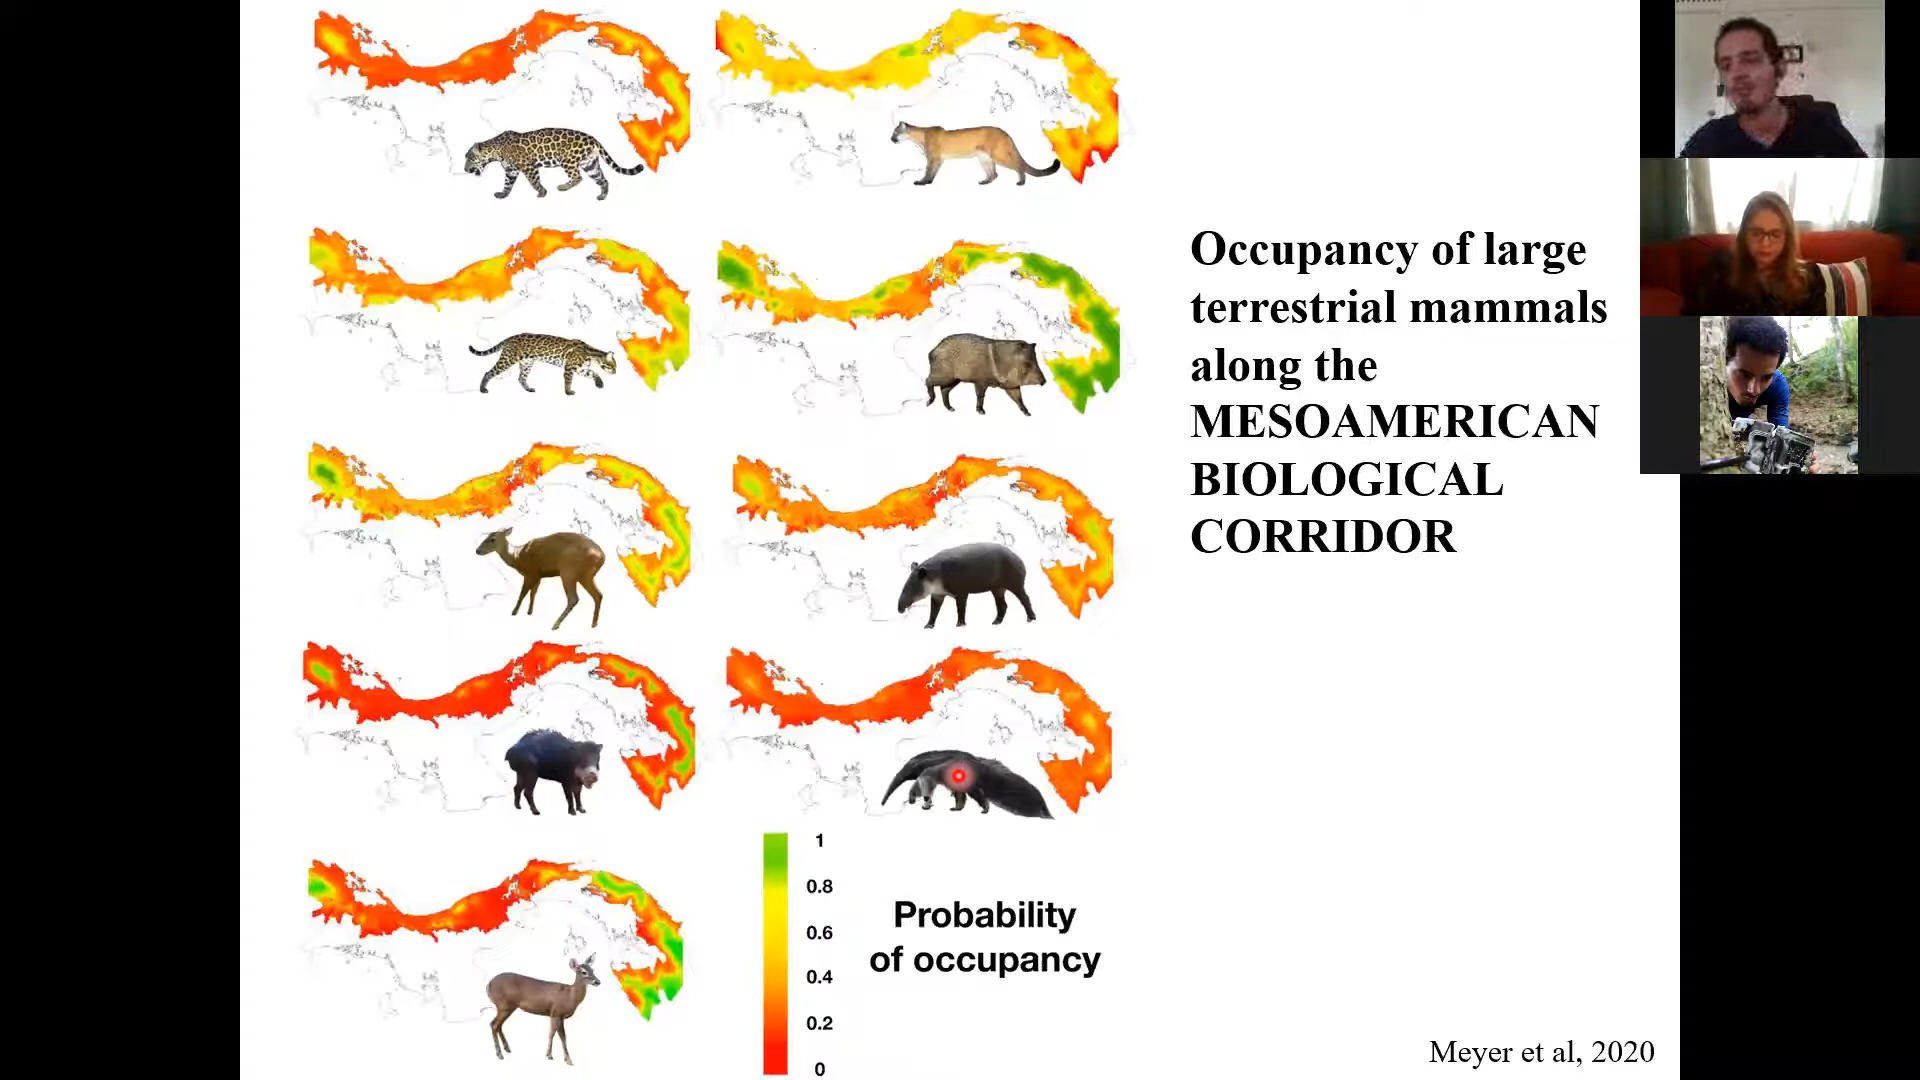 Occupancy of large
terrestrial mammals
along the
MESOAMERICAN
BIOLOGICAL
CORRIDOR
1
0.8
0.6
0.4
0.2
0
Probability
of occupancy
Meyer et al, 2020